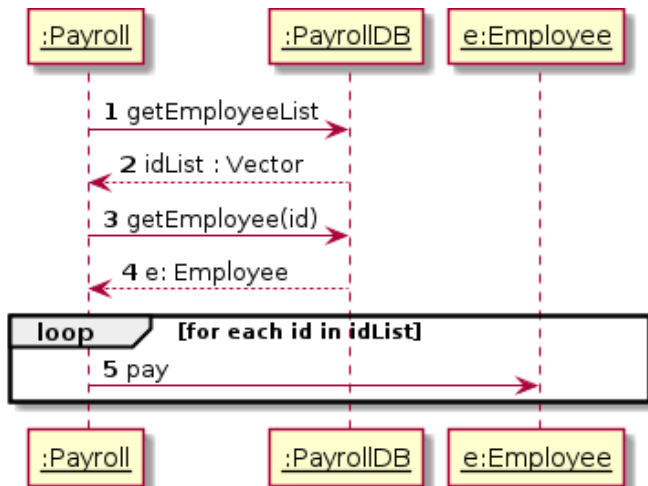 :Payroll :PayrollDB e:Employee
1 getEmployeeList
2 idList : Vector
3 getEmployee(id)
4 e: Employee
loop [for each id in idList]
5 pay
:Payroll :PayrollDB e:Employee